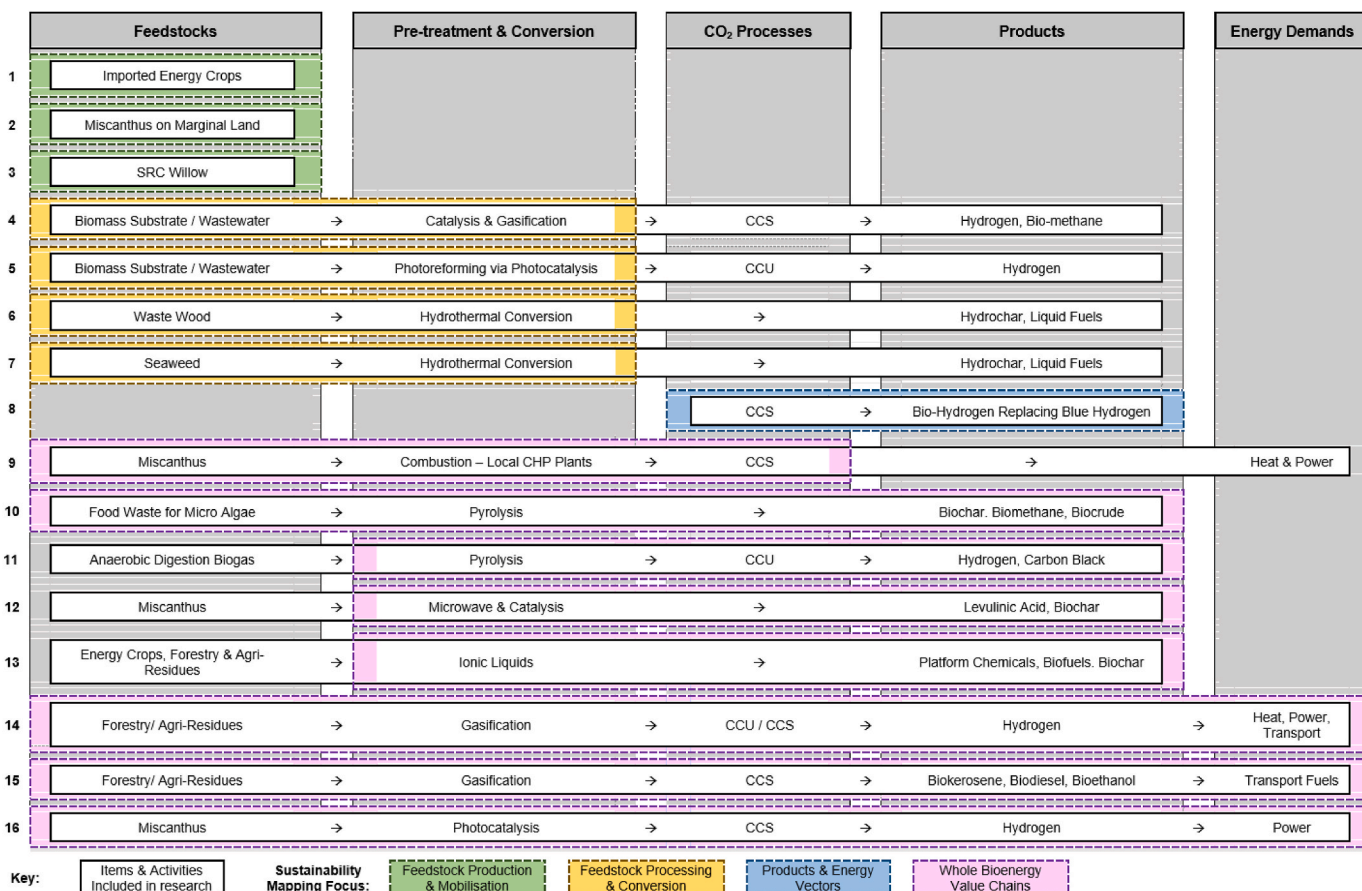 Feedstocks Pre-treatment & Conversion CO₂ Processes Products Energy Demands
1 Imported Energy Crops
2 Miscanthus on Marginal Land
3 SRC Willow
4 Biomass Substrate / Wastewater → Catalysis & Gasification → CCS → Hydrogen, Bio-methane
5 Biomass Substrate / Wastewater → Photoreforming via Photocatalysis → CCU → Hydrogen
6 Waste Wood → Hydrothermal Conversion → Hydrochar, Liquid Fuels
7 Seaweed → Hydrothermal Conversion → Hydrochar, Liquid Fuels
8 CCS → Bio-Hydrogen Replacing Blue Hydrogen
9 Miscanthus → Combustion – Local CHP Plants → CCS → Heat & Power
10 Food Waste for Micro Algae → Pyrolysis → Biochar. Biomethane, Biocrude
11 Anaerobic Digestion Biogas → Pyrolysis → CCU → Hydrogen, Carbon Black
12 Miscanthus → Microwave & Catalysis → Levulinic Acid, Biochar
13 Energy Crops, Forestry & Agri-
Residues → Ionic Liquids → Platform Chemicals, Biofuels. Biochar
14 Forestry/ Agri-Residues → Gasification → CCU / CCS → Hydrogen → Heat, Power,
Transport
15 Forestry/ Agri-Residues → Gasification → CCS → Biokerosene, Biodiesel, Bioethanol → Transport Fuels
16 Miscanthus → Photocatalysis → CCS → Hydrogen → Power
Key: Items & Activities
Included in research
Sustainability
Mapping Focus:
Feedstock Production
& Mobilisation
Feedstock Processing
& Conversion
Products & Energy
Vectors
Whole Bioenergy
Value Chains